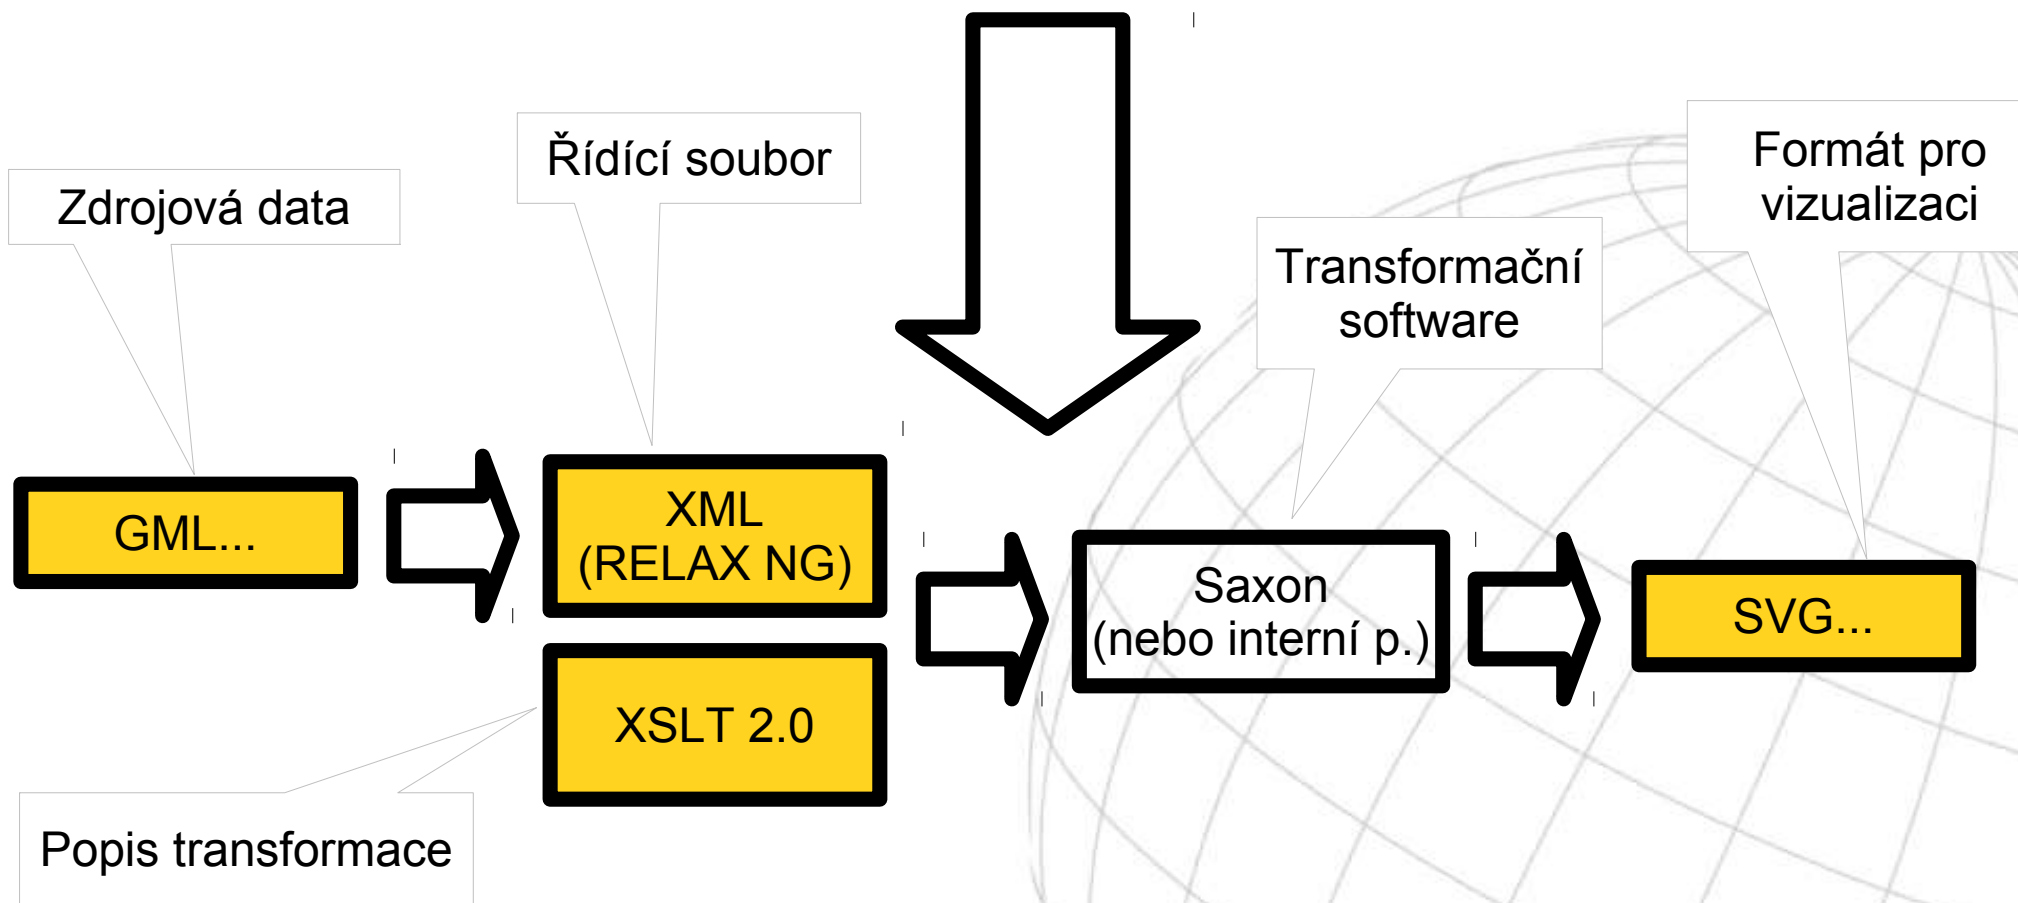 Zdrojová data
Řídící soubor
Transformační
software
Formát pro
vizualizaci
GML...
XML
(RELAX NG)
XSLT 2.0
Saxon
(nebo interní p.)
SVG...
Popis transformace